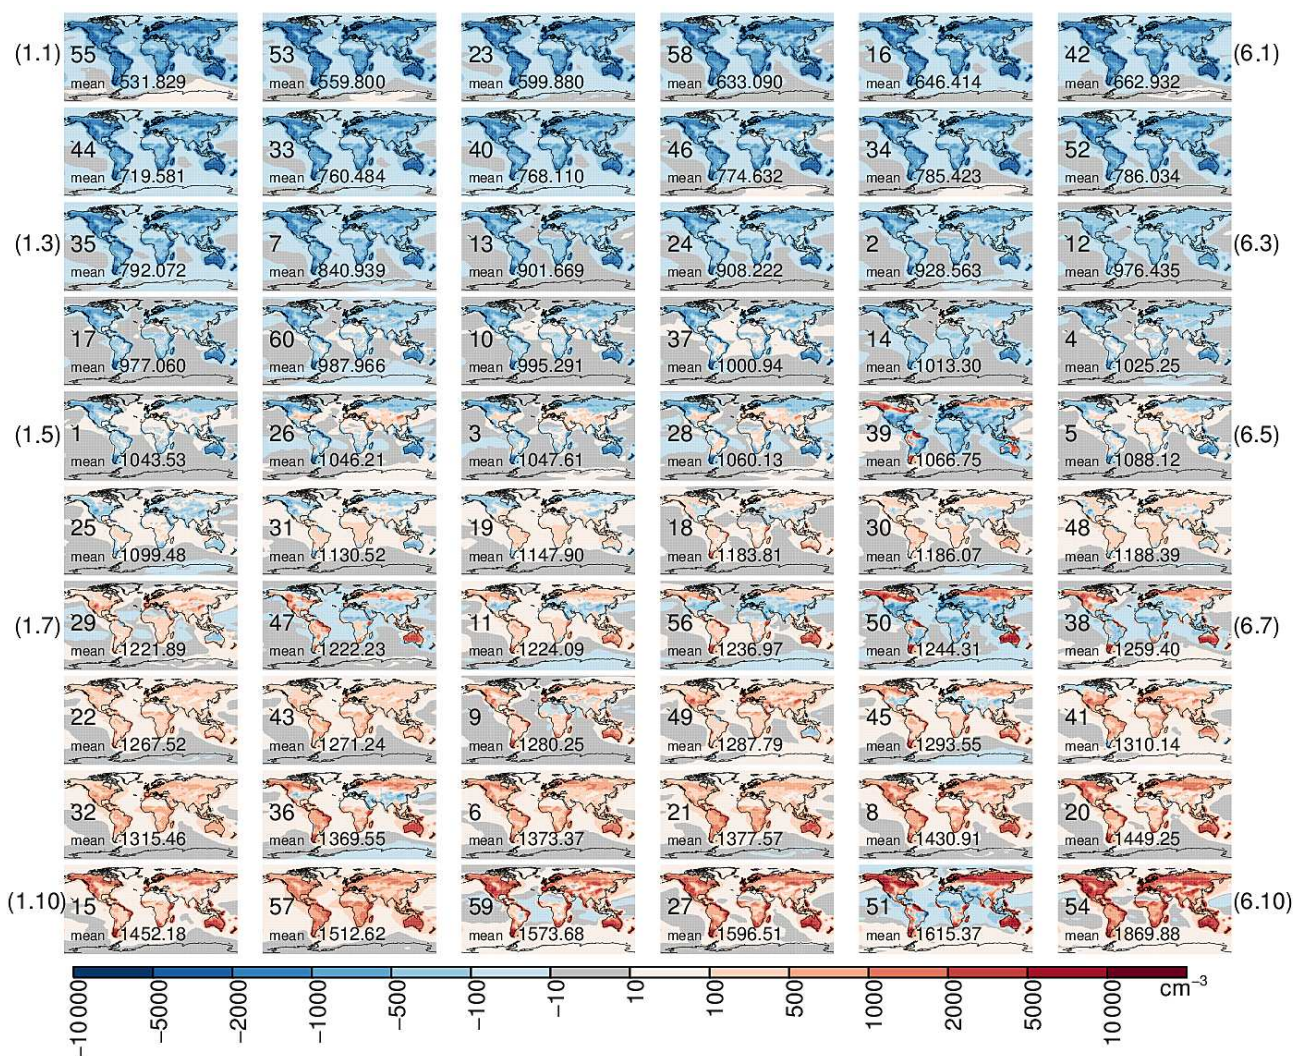 (1.1) 55 53 23 58 16 42 (6.1)
mean 531.829 mean 559.800 mean 599.880 mean 633.090 mean 646.414 mean 662.932
44 33 40 46 34 52
mean 719.581 mean 760.484 mean 768.110 mean 774.632 mean 785.423 mean 786.034
(1.3) 35 7 13 24 2 12 (6.3)
mean 792.072 mean 840.939 mean 901.669 mean 908.222 mean 928.563 mean 976.435
17 60 10 37 14 4
mean 977.060 mean 987.966 mean 995.291 mean 1000.94 mean 1013.30 mean 1025.25
(1.5) 1 26 3 28 39 5 (6.5)
mean 1043.53 mean 1046.21 mean 1047.61 mean 1060.13 mean 1066.75 mean 1088.12
25 31 19 18 30 48
mean 1099.48 mean 1130.52 mean 1147.90 mean 1183.81 mean 1186.07 mean 1188.39
(1.7) 29 47 11 56 50 38 (6.7)
mean 1221.89 mean 1222.23 mean 1224.09 mean 1236.97 mean 1244.31 mean 1259.40
22 43 9 49 45 41
mean 1267.52 mean 1271.24 mean 1280.25 mean 1287.79 mean 1293.55 mean 1310.14
32 36 6 21 8 20
mean 1315.46 mean 1369.55 mean 1373.37 mean 1377.57 mean 1430.91 mean 1449.25
(1.10) 15 57 59 27 51 54 (6.10)
mean 1452.18 mean 1512.62 mean 1573.68 mean 1596.51 mean 1615.37 mean 1869.88
−10000 −5000 −2000 −1000 −500 −100 −10 10 100 500 1000 2000 5000 10000
cm⁻³